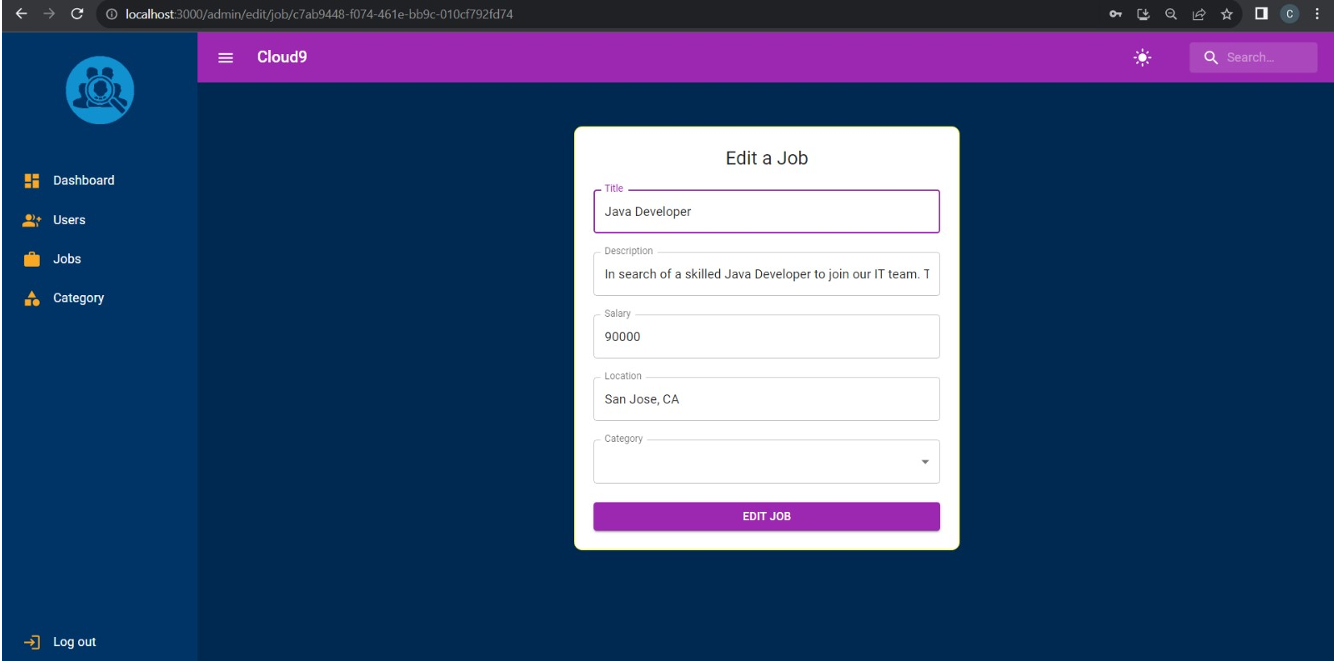 localhost:3000/admin/edit/job/c7ab9448-f074-461e-bb9c-010cf792fd74
C
Cloud9
Search...
Dashboard
Users
Jobs
Category
Log out
Edit a Job
Title
Java Developer
Description
In search of a skilled Java Developer to join our IT team. T
Salary
90000
Location
San Jose, CA
Category
EDIT JOB